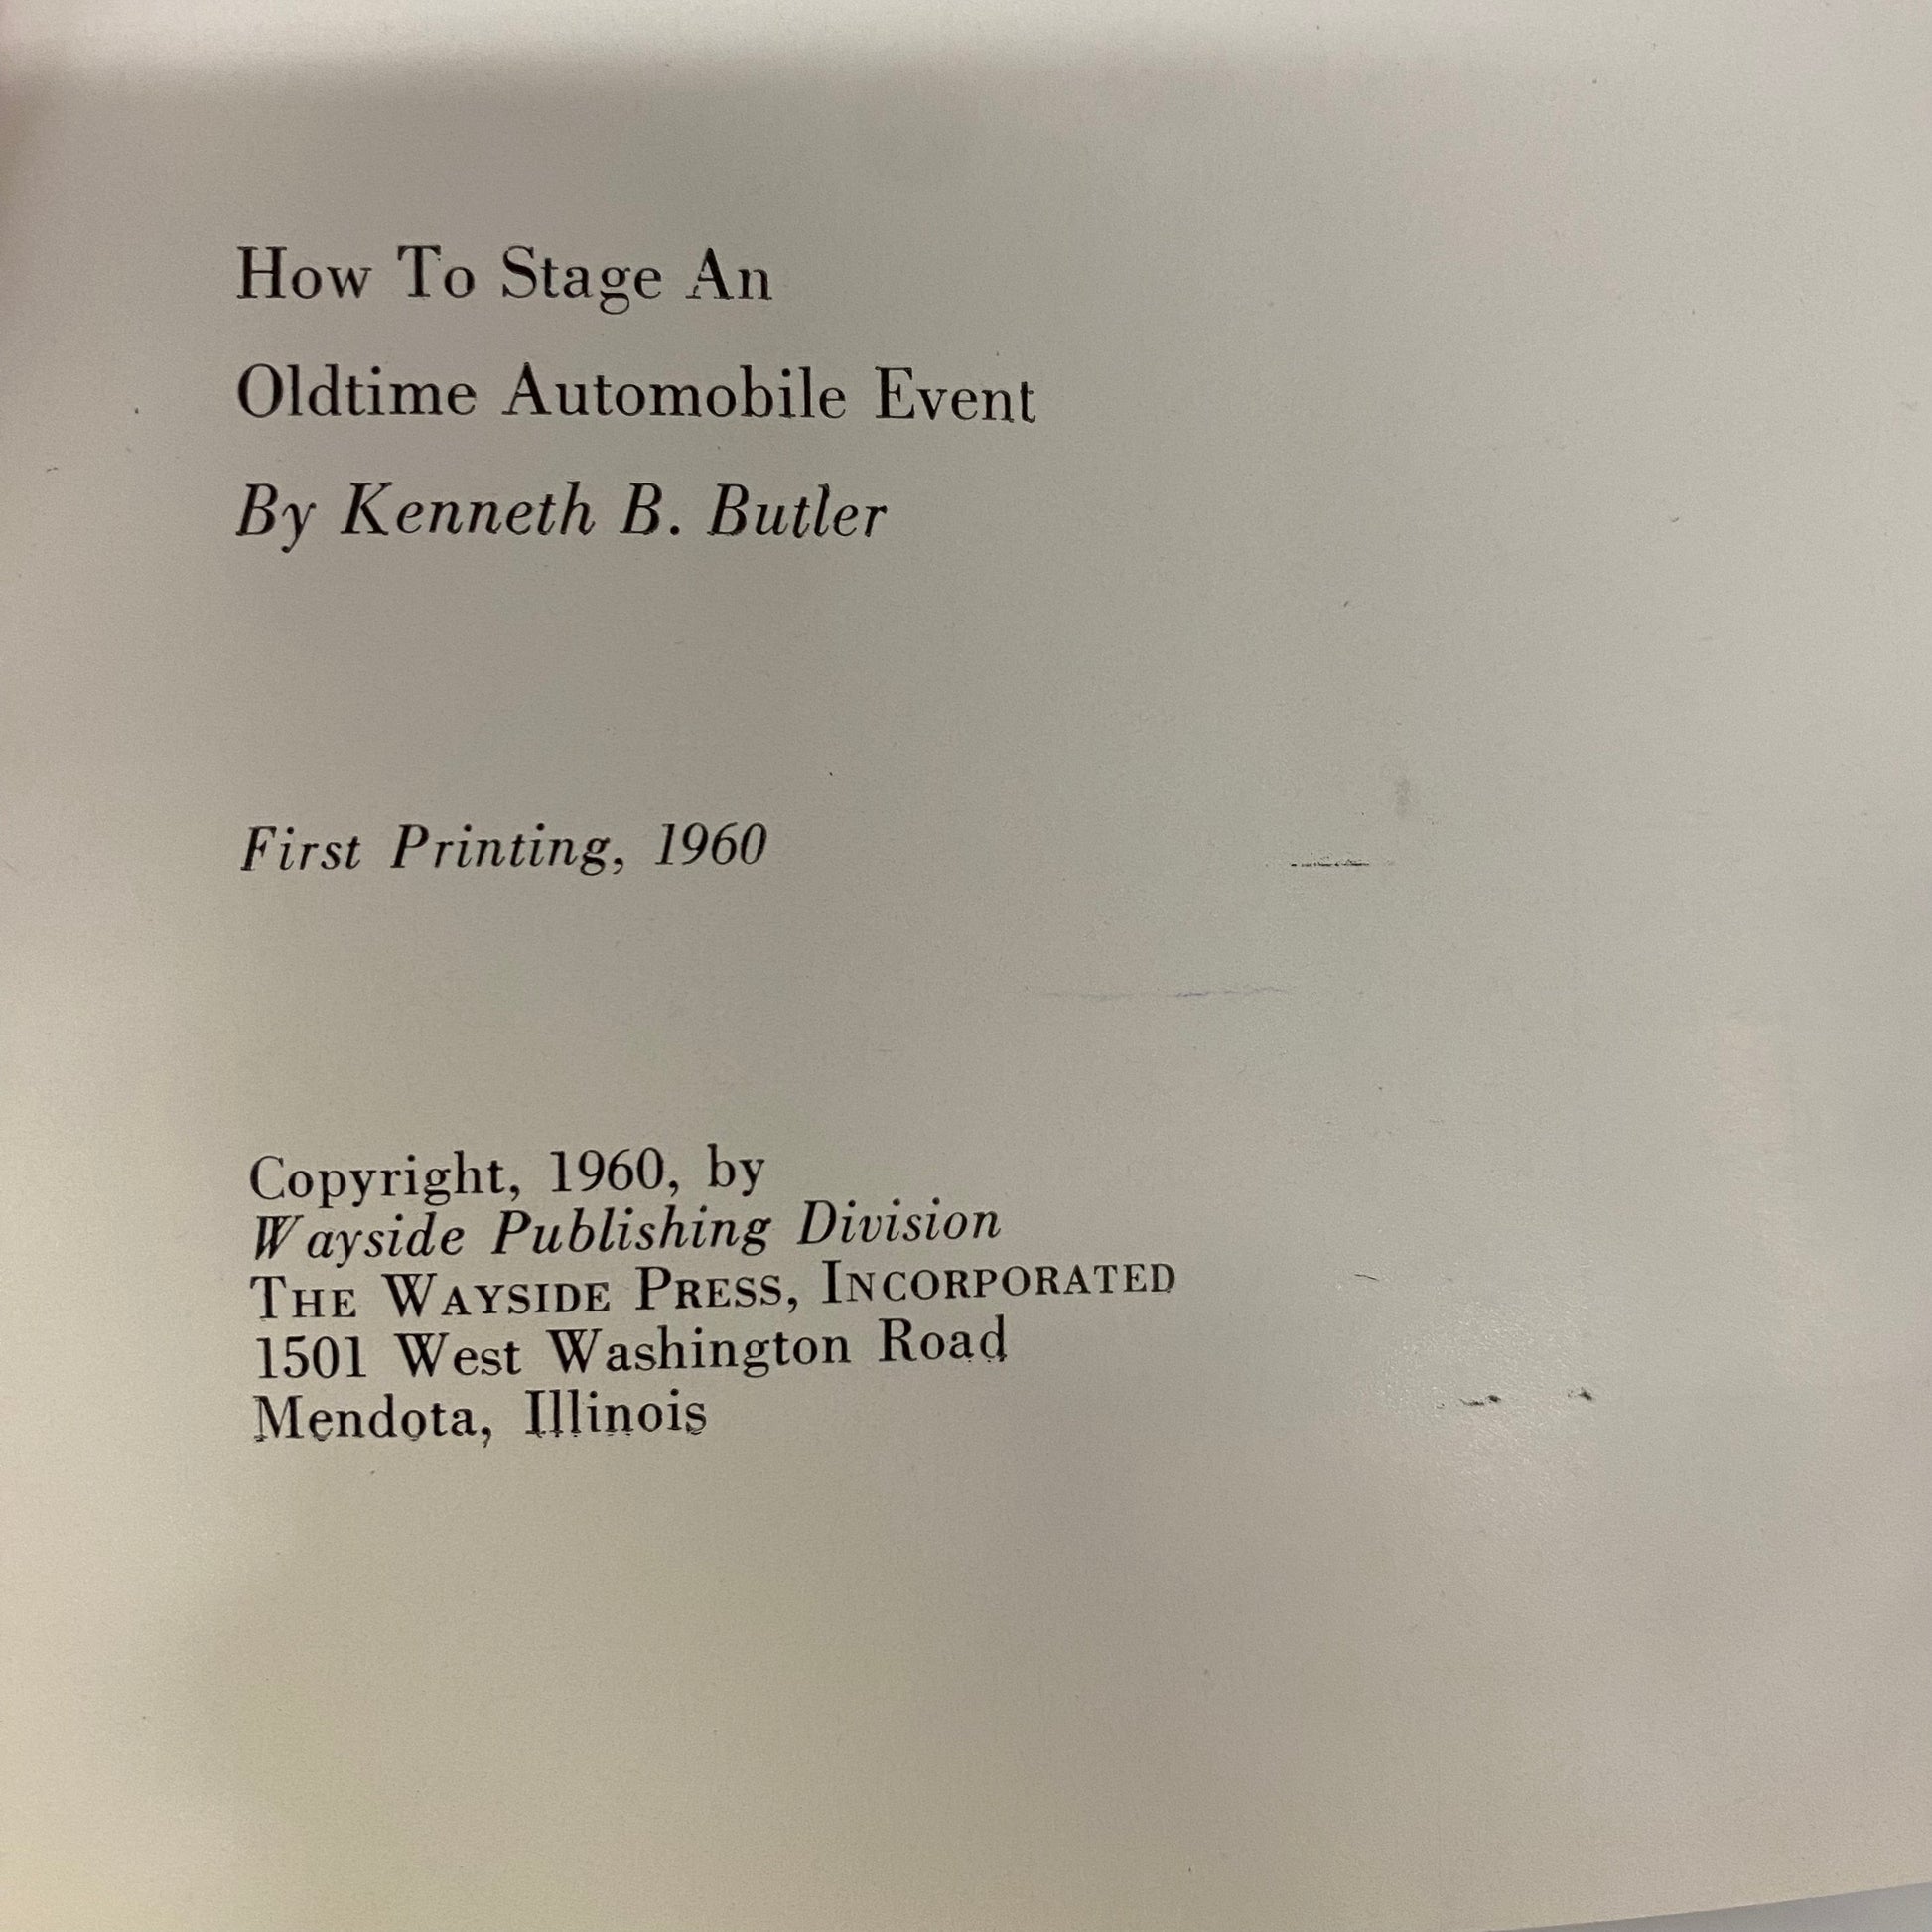 How To Stage An
Oldtime Automobile Event
By Kenneth B. Butler
First Printing, 1960
Copyright, 1960, by
Wayside Publishing Division
THE WAYSIDE PRESS, INCORPORATED
1501 West Washington Road
Mendota, Illinois